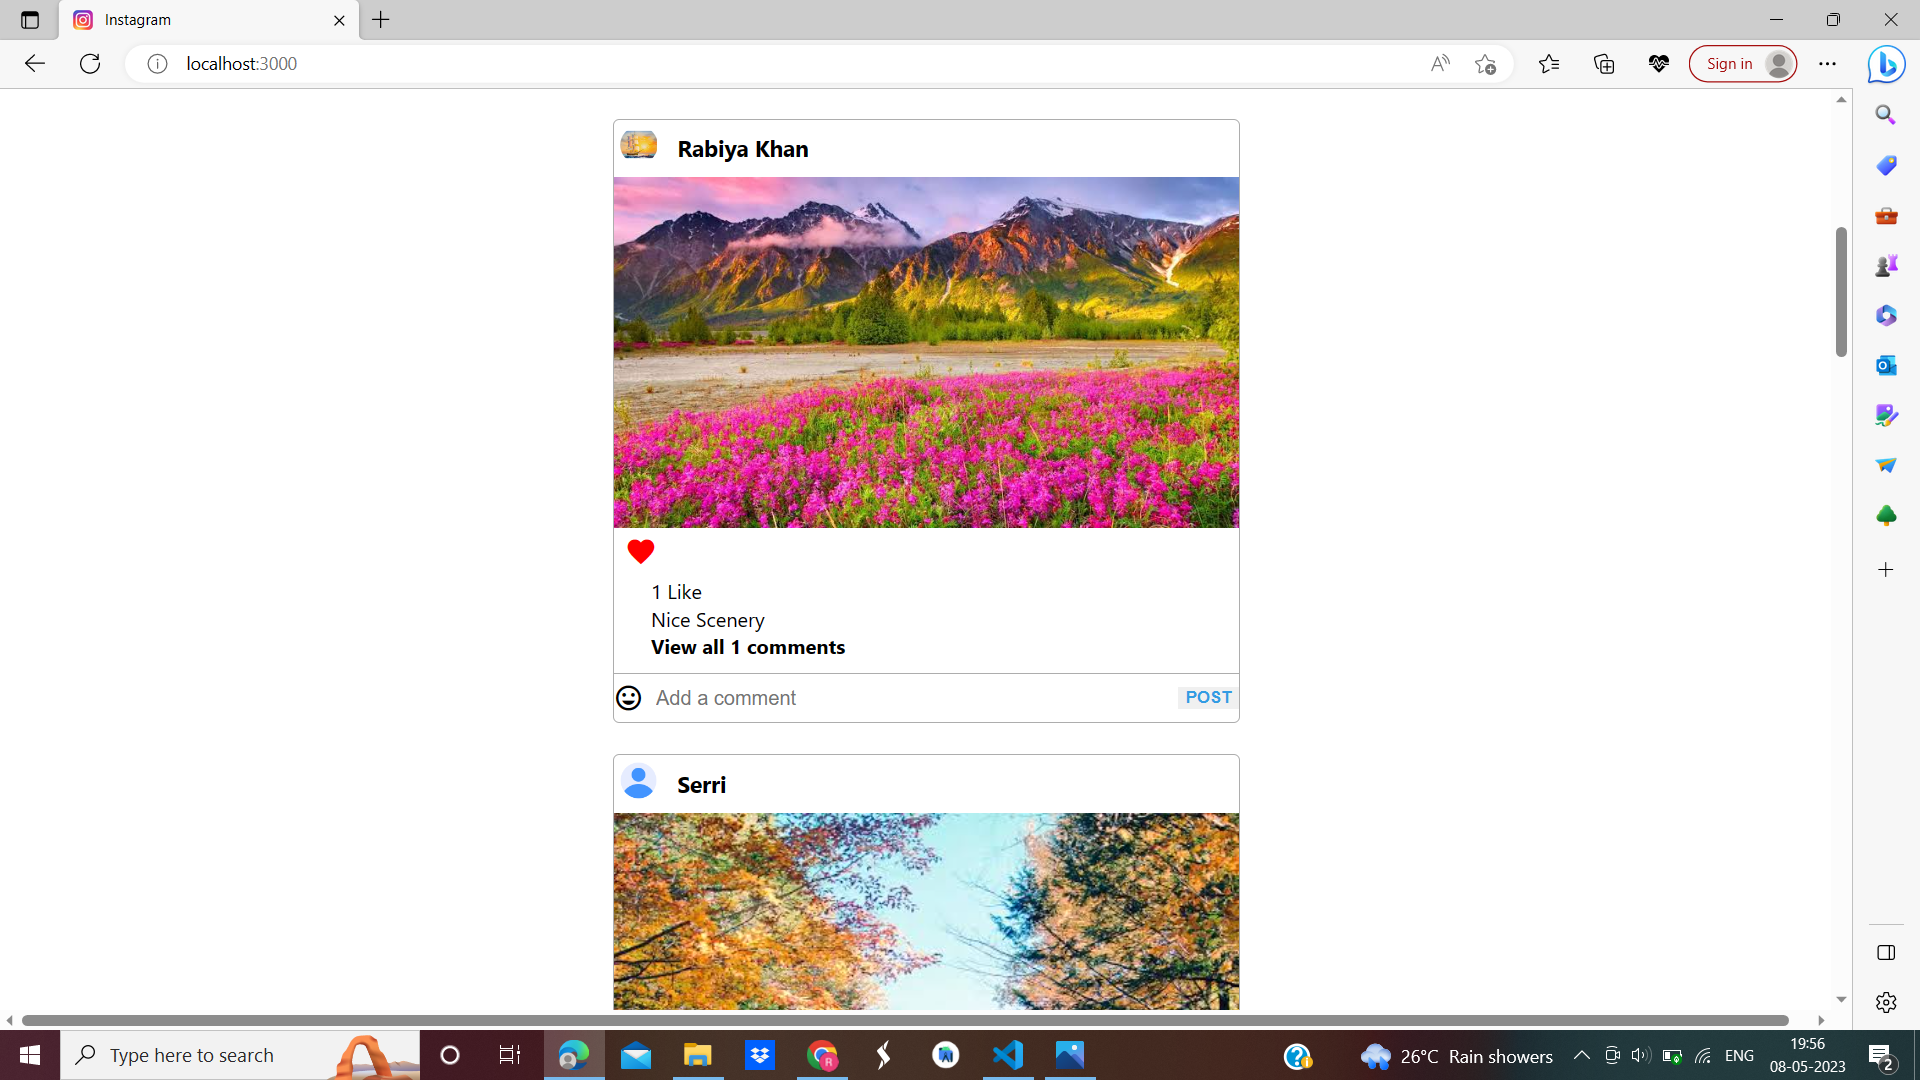 Instagram
localhost:3000
Sign in
Rabiya Khan
1 Like
Nice Scenery
View all 1 comments
Add a comment
POST
Serri
Type here to search
26°C Rain showers
ENG
19:56
08-05-2023
2